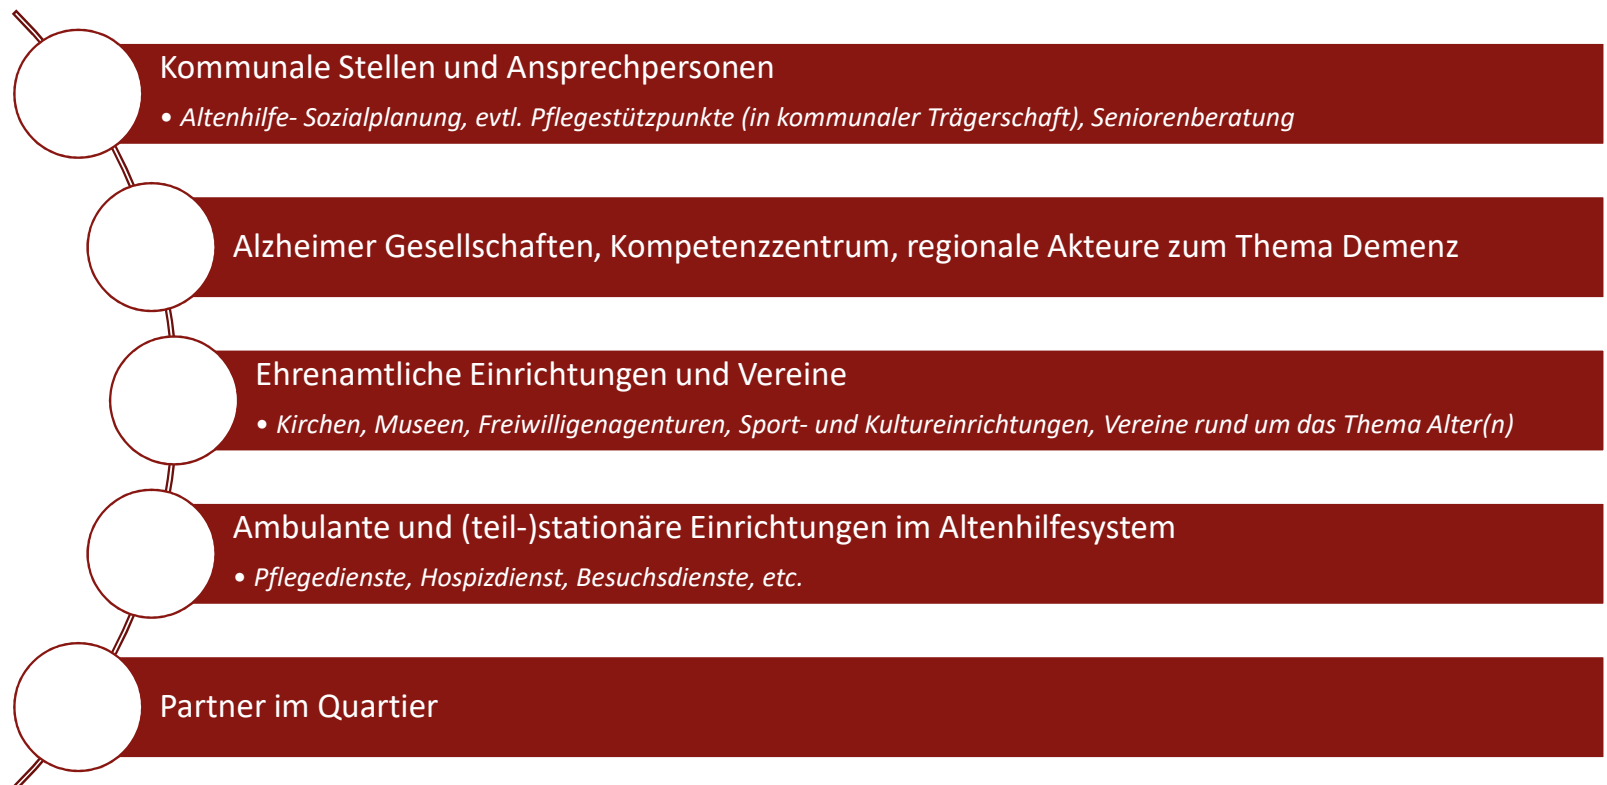 Kommunale Stellen und Ansprechpersonen
• Altenhilfe- Sozialplanung, evtl. Pflegestützpunkte (in kommunaler Trägerschaft), Seniorenberatung
Alzheimer Gesellschaften, Kompetenzzentrum, regionale Akteure zum Thema Demenz
Ehrenamtliche Einrichtungen und Vereine
• Kirchen, Museen, Freiwilligenagenturen, Sport- und Kultureinrichtungen, Vereine rund um das Thema Alter(n)
Ambulante und (teil-)stationäre Einrichtungen im Altenhilfesystem
• Pflegedienste, Hospizdienst, Besuchsdienste, etc.
Partner im Quartier